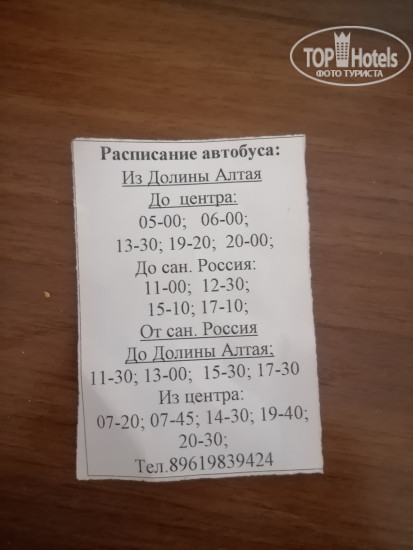 TOP Hotels
ФОТО ТУРИСТА
Расписание автобуса:
Из Долины Алтая
До центра:
05-00; 06-00;
13-30; 19-20; 20-00;
До сан. Россия:
11-00; 12-30;
15-10; 17-10;
От сан. Россия
До Долины Алтая:
11-30; 13-00; 15-30; 17-30
Из центра:
07-20; 07-45; 14-30; 19-40;
20-30;
Тел.89619839424